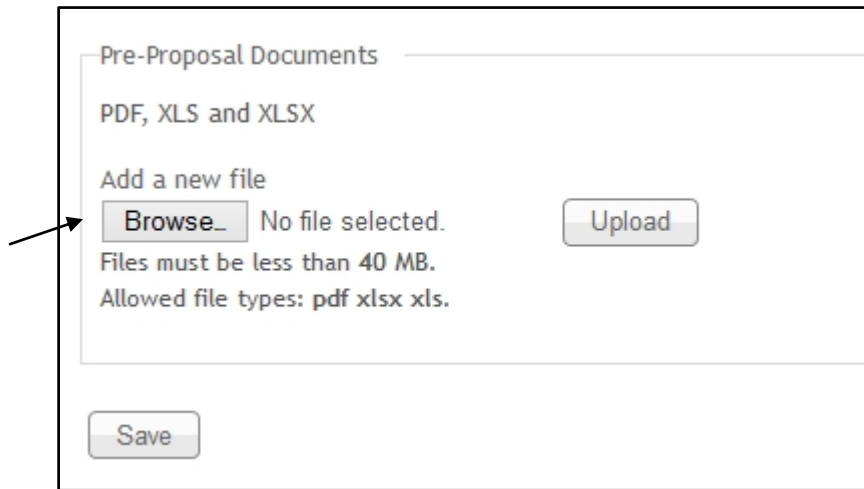 Pre-Proposal Documents
PDF, XLS and XLSX
Add a new file
Browse_ No file selected. Upload
Files must be less than 40 MB.
Allowed file types: pdf xlsx xls.
Save